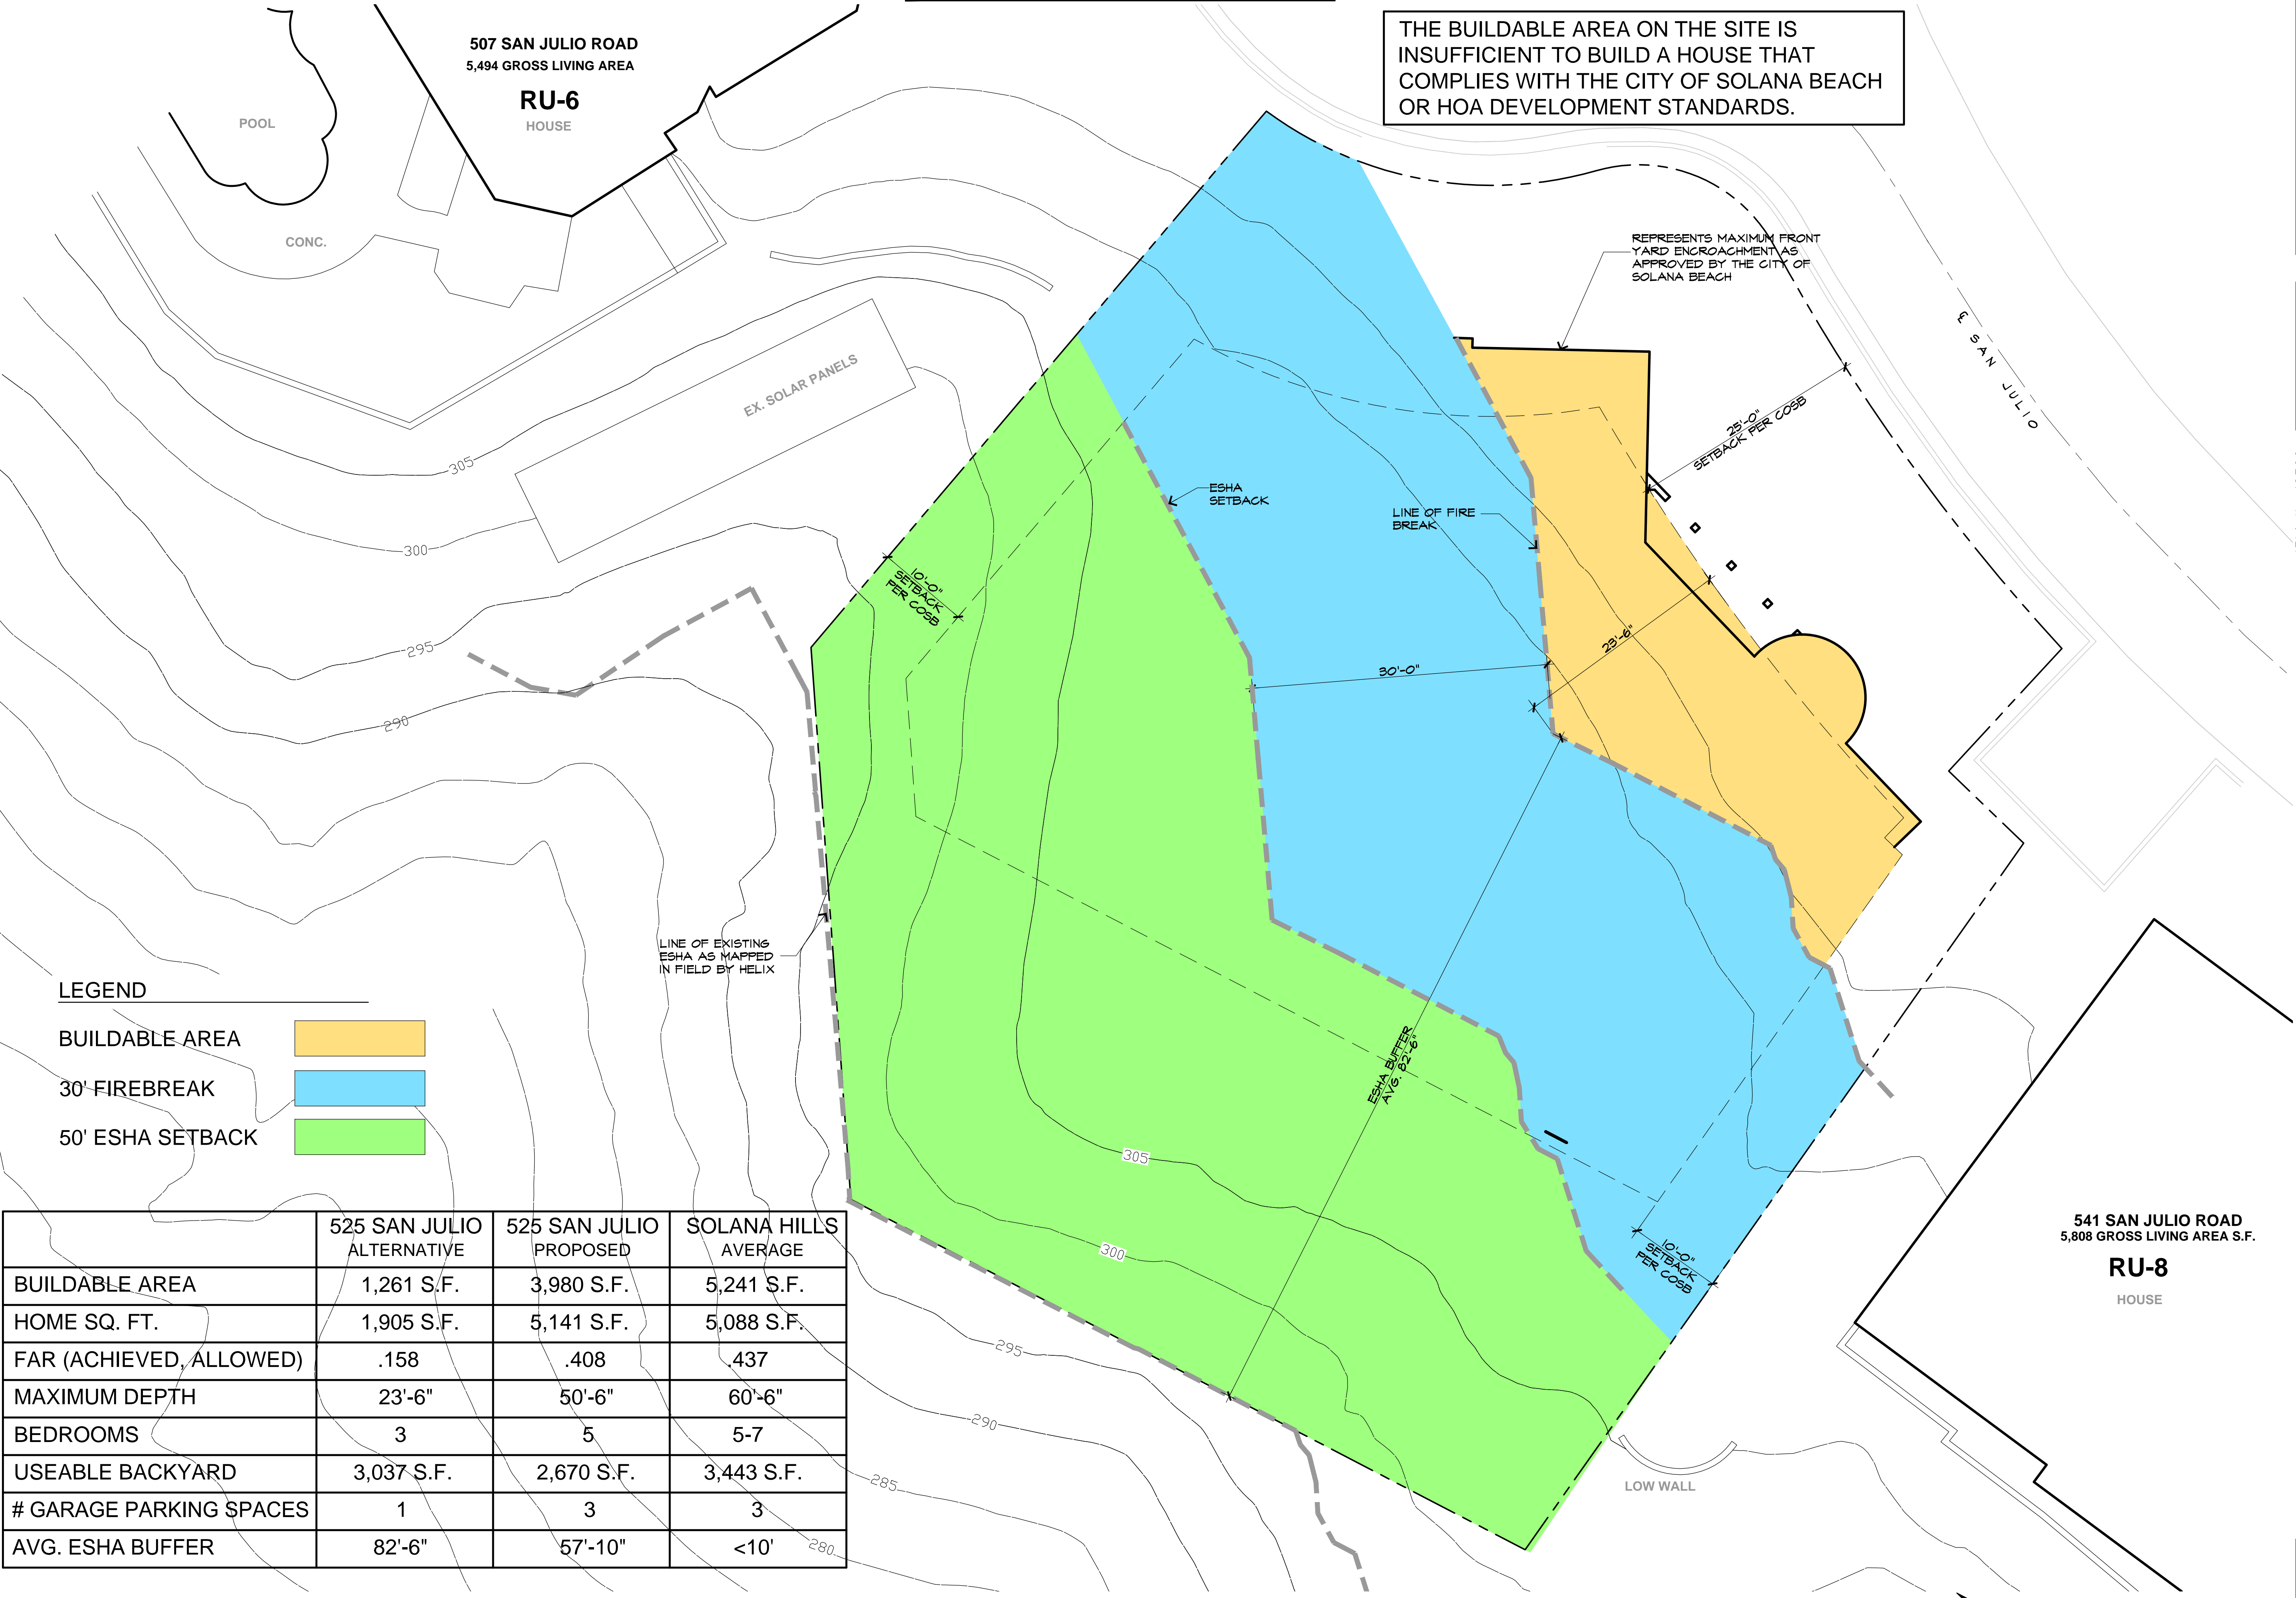 507 SAN JULIO ROAD
5,494 GROSS LIVING AREA
RU-6
HOUSE
POOL
CONC.
THE BUILDABLE AREA ON THE SITE IS
INSUFFICIENT TO BUILD A HOUSE THAT
COMPLIES WITH THE CITY OF SOLANA BEACH
OR HOA DEVELOPMENT STANDARDS.
REPRESENTS MAXIMUM FRONT
YARD ENCROACHMENT AS
APPROVED BY THE CITY OF
SOLANA BEACH
℄ SAN JULIO
EX. SOLAR PANELS
25'-0"
SETBACK PER COSB
305
ESHA
SETBACK
LINE OF FIRE
BREAK
300
10'-0"
SETBACK
PER COSB
23'-6"
295
30'-0"
290
LINE OF EXISTING
ESHA AS MAPPED
IN FIELD BY HELIX
ESHA BUFFER
AVG. 82'-6"
LEGEND
BUILDABLE AREA
30' FIREBREAK
50' ESHA SETBACK
305
300
10'-0"
SETBACK
PER COSB
541 SAN JULIO ROAD
5,808 GROSS LIVING AREA S.F.
RU-8
HOUSE
295
290
285
280
LOW WALL
525 SAN JULIO ALTERNATIVE 525 SAN JULIO PROPOSED SOLANA HILLS AVERAGE
BUILDABLE AREA 1,261 S.F. 3,980 S.F. 5,241 S.F.
HOME SQ. FT. 1,905 S.F. 5,141 S.F. 5,088 S.F.
FAR (ACHIEVED, ALLOWED) .158 .408 .437
MAXIMUM DEPTH 23'-6" 50'-6" 60'-6"
BEDROOMS 3 5 5-7
USEABLE BACKYARD 3,037 S.F. 2,670 S.F. 3,443 S.F.
# GARAGE PARKING SPACES 1 3 3
AVG. ESHA BUFFER 82'-6" 57'-10" <10'